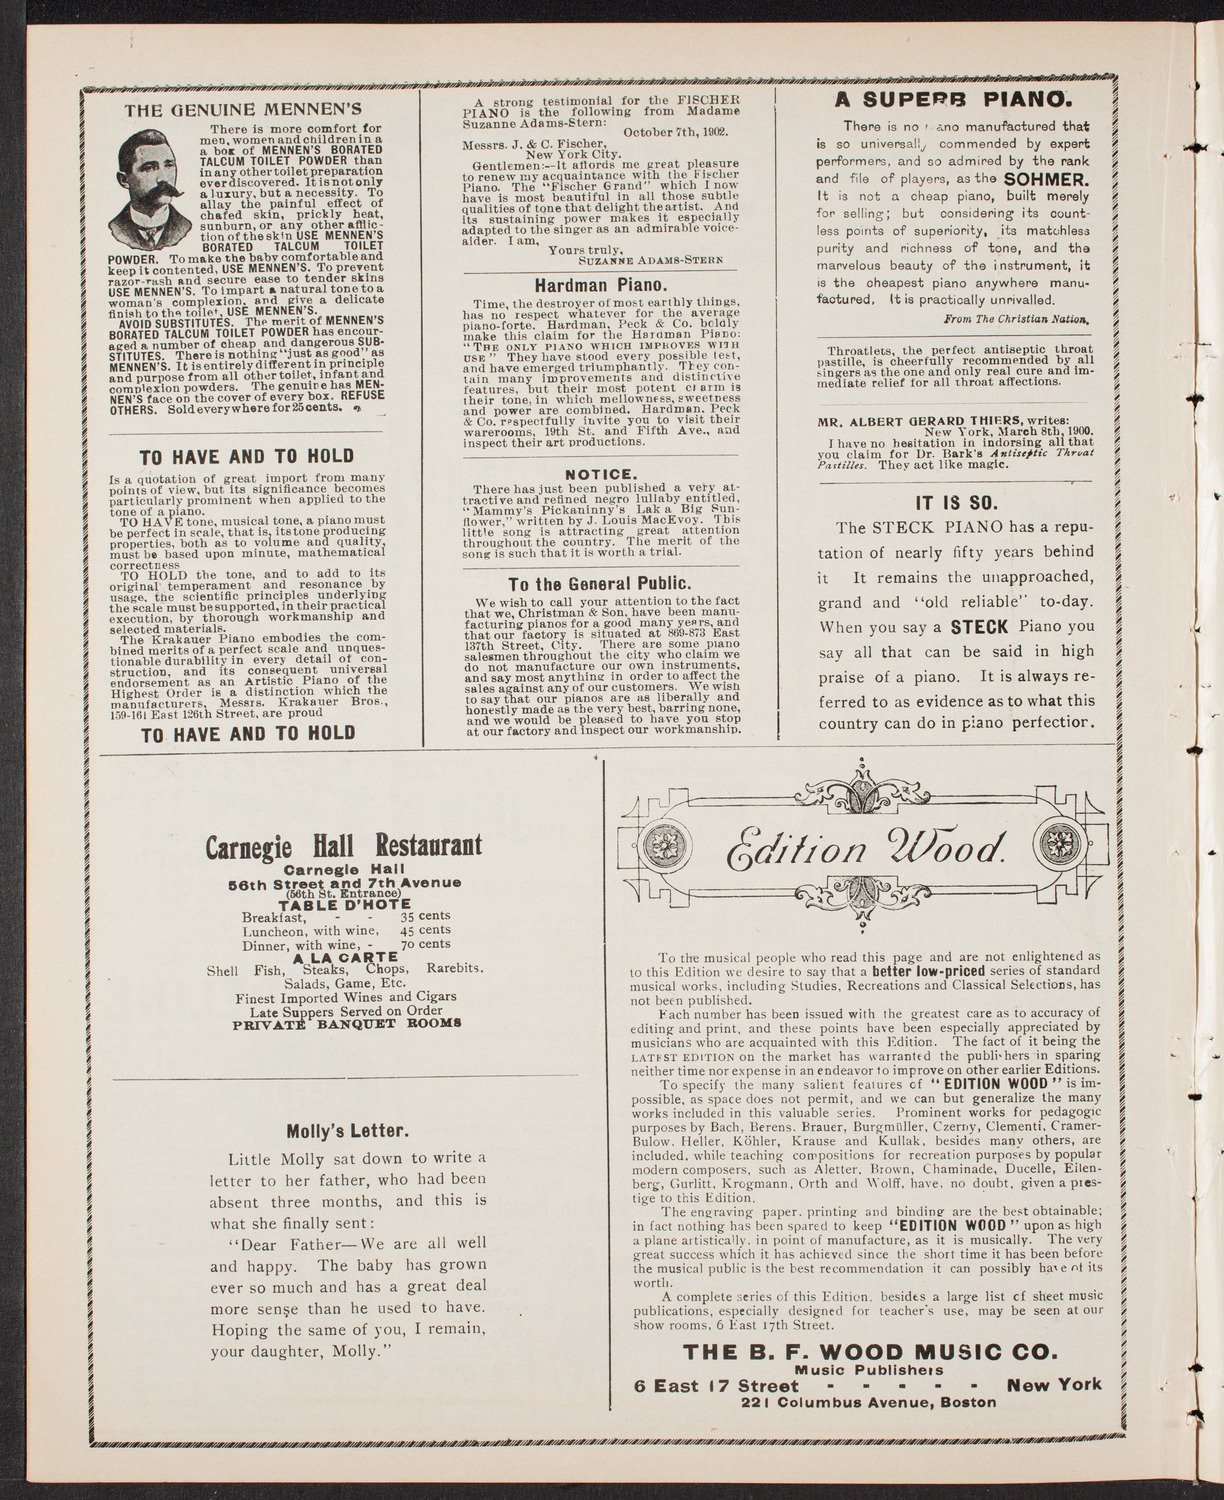 THE GENUINE MENNEN'S
There is more comfort for
men, women and children in a
a box of MENNEN'S BORATED
TALCUM TOILET POWDER than
in any other toilet preparation
ever discovered. It is not only
a luxury, but a necessity. To
allay the painful effect of
chafed skin, prickly heat,
sunburn, or any other afflic-
tion of the skin USE MENNEN'S
BORATED TALCUM TOILET
POWDER. To make the baby comfortable and
keep it contented, USE MENNEN'S. To prevent
razor-rash and secure ease to tender skins
USE MENNEN'S. To impart a natural tone to a
woman's complexion, and give a delicate
finish to the toilet, USE MENNEN'S.
AVOID SUBSTITUTES. The merit of MENNEN'S
BORATED TALCUM TOILET POWDER has encour-
aged a number of cheap and dangerous SUB-
STITUTES. There is nothing "just as good" as
MENNEN'S. It is entirely different in principle
and purpose from all other toilet, infant and
complexion powders. The genuine has MEN-
NEN'S face on the cover of every box. REFUSE
OTHERS. Sold everywhere for 25 cents.
TO HAVE AND TO HOLD
Is a quotation of great import from many
points of view, but its significance becomes
particularly prominent when applied to the
tone of a piano.
TO HAVE tone, musical tone, a piano must
be perfect in scale, that is, its tone producing
properties, both as to volume and quality,
must be based upon minute, mathematical
correctness
TO HOLD the tone, and to add to its
original temperament and resonance by
usage, the scientific principles underlying
the scale must be supported, in their practical
execution, by thorough workmanship and
selected materials.
The Krakauer Piano embodies the com-
bined merits of a perfect scale and unques-
tionable durability in every detail of con-
struction, and its consequent universal
endorsement as an Artistic Piano of the
Highest Order is a distinction which the
manufacturers, Messrs. Krakauer Bros.,
159-161 East 126th Street, are proud
TO HAVE AND TO HOLD
A strong testimonial for the FISCHER
PIANO is the following from Madame
Suzanne Adams-Stern:
October 7th, 1902.
Messrs. J. & C. Fischer,
New York City.
Gentlemen:—It affords me great pleasure
to renew my acquaintance with the Fischer
Piano. The "Fischer Grand" which I now
have is most beautiful in all those subtle
qualities of tone that delight the artist. And
its sustaining power makes it especially
adapted to the singer as an admirable voice-
aider. I am,
Yours truly,
SUZANNE ADAMS-STERN
Hardman Piano.
Time, the destroyer of most earthly things,
has no respect whatever for the average
piano-forte. Hardman, Peck & Co. boldly
make this claim for the Hardman Piano:
"THE ONLY PIANO WHICH IMPROVES WITH
USE" They have stood every possible test,
and have emerged triumphantly. They con-
tain many improvements and distinctive
features, but their most potent charm is
their tone, in which mellowness, sweetness
and power are combined. Hardman, Peck
& Co. respectfully invite you to visit their
warerooms, 19th St. and Fifth Ave., and
inspect their art productions.
NOTICE.
There has just been published a very at-
tractive and refined negro lullaby entitled,
"Mammy's Pickaninny's Lak a Big Sun-
flower," written by J. Louis MacEvoy. This
little song is attracting great attention
throughout the country. The merit of the
song is such that it is worth a trial.
To the General Public.
We wish to call your attention to the fact
that we, Christman & Son, have been manu-
facturing pianos for a good many years, and
that our factory is situated at 869-873 East
137th Street, City. There are some piano
salesmen throughout the city who claim we
do not manufacture our own instruments,
and say most anything in order to affect the
sales against any of our customers. We wish
to say that our pianos are as liberally and
honestly made as the very best, barring none,
and we would be pleased to have you stop
at our factory and inspect our workmanship.
A SUPERB PIANO.
There is no piano manufactured that
is so universally commended by expert
performers, and so admired by the rank
and file of players, as the SOHMER.
It is not a cheap piano, built merely
for selling; but considering its count-
less points of superiority, its matchless
purity and richness of tone, and the
marvelous beauty of the instrument, it
is the cheapest piano anywhere manu-
factured. It is practically unrivalled.
From The Christian Nation.
Throatlets, the perfect antiseptic throat
pastille, is cheerfully recommended by all
singers as the one and only real cure and im-
mediate relief for all throat affections.
MR. ALBERT GERARD THIERS, writes:
New York, March 8th, 1900.
I have no hesitation in indorsing all that
you claim for Dr. Bark's Antiseptic Throat
Pastilles. They act like magic.
IT IS SO.
The STECK PIANO has a repu-
tation of nearly fifty years behind
it It remains the unapproached,
grand and "old reliable" to-day.
When you say a STECK Piano you
say all that can be said in high
praise of a piano. It is always re-
ferred to as evidence as to what this
country can do in piano perfection.
Carnegie Hall Restaurant
Carnegie Hall
56th Street and 7th Avenue
(56th St. Entrance)
TABLE D'HOTE
Breakfast, - - 35 cents
Luncheon, with wine, 45 cents
Dinner, with wine, - 70 cents
A LA CARTE
Shell Fish, Steaks, Chops, Rarebits.
Salads, Game, Etc.
Finest Imported Wines and Cigars
Late Suppers Served on Order
PRIVATE BANQUET ROOMS
Molly's Letter.
Little Molly sat down to write a
letter to her father, who had been
absent three months, and this is
what she finally sent:
"Dear Father—We are all well
and happy. The baby has grown
ever so much and has a great deal
more sense than he used to have.
Hoping the same of you, I remain,
your daughter, Molly."
Edition Wood.
To the musical people who read this page and are not enlightened as
to this Edition we desire to say that a better low-priced series of standard
musical works, including Studies, Recreations and Classical Selections, has
not been published.
Each number has been issued with the greatest care as to accuracy of
editing and print, and these points have been especially appreciated by
musicians who are acquainted with this Edition. The fact of it being the
LATEST EDITION on the market has warranted the publishers in sparing
neither time nor expense in an endeavor to improve on other earlier Editions.
To specify the many salient features of "EDITION WOOD" is im-
possible, as space does not permit, and we can but generalize the many
works included in this valuable series. Prominent works for pedagogic
purposes by Bach, Berens. Brauer, Burgmüller, Czerny, Clementi, Cramer-
Bulow. Heller, Köhler, Krause and Kullak, besides many others, are
included, while teaching compositions for recreation purposes by popular
modern composers, such as Aletter, Brown, Chaminade, Ducelle, Eilen-
berg, Gurlitt, Krogmann, Orth and Wolff, have, no doubt, given a pres-
tige to this Edition.
The engraving paper, printing and binding are the best obtainable;
in fact nothing has been spared to keep "EDITION WOOD" upon as high
a plane artistically, in point of manufacture, as it is musically. The very
great success which it has achieved since the short time it has been before
the musical public is the best recommendation it can possibly have of its
worth.
A complete series of this Edition, besides a large list of sheet music
publications, especially designed for teacher's use, may be seen at our
show rooms, 6 East 17th Street.
THE B. F. WOOD MUSIC CO.
Music Publishers
6 East 17 Street - - - - - New York
221 Columbus Avenue, Boston